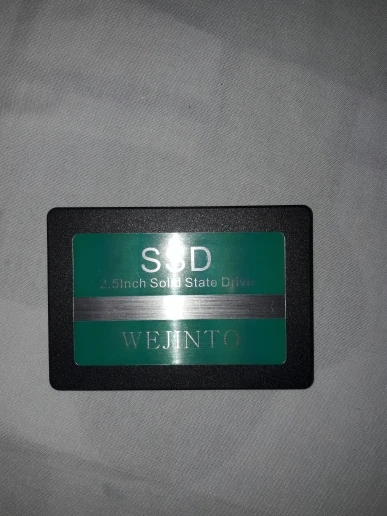 SSD
2.5Inch Solid State Drive
WEJINTO